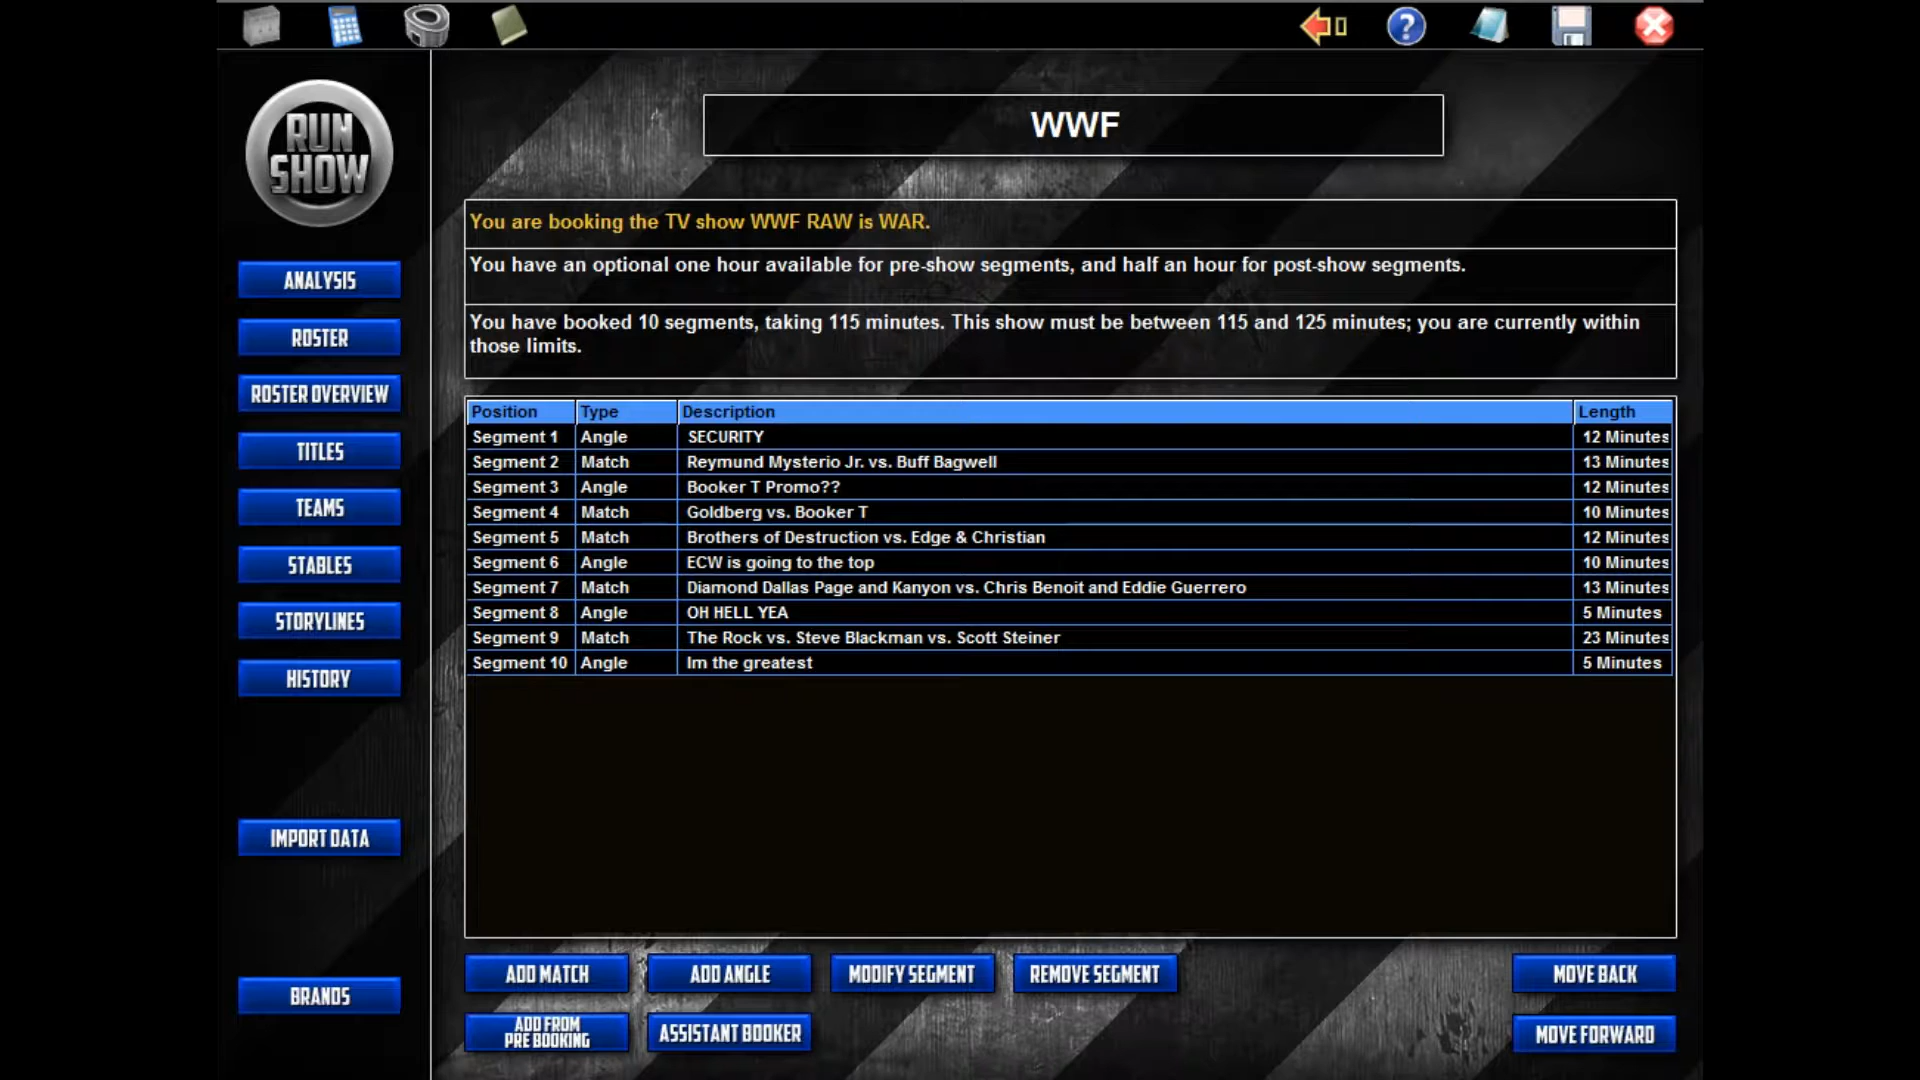 RUN
SHOW
WWF
You are booking the TV show WWF RAW is WAR.
You have an optional one hour available for pre-show segments, and half an hour for post-show segments.
You have booked 10 segments, taking 115 minutes. This show must be between 115 and 125 minutes; you are currently within
those limits.
ANALYSIS
ROSTER
ROSTER OVERVIEW
TITLES
TEAMS
STABLES
STORYLINES
HISTORY
IMPORT DATA
BRANDS
Position Type Description Length
Segment 1 Angle SECURITY 12 Minutes
Segment 2 Match Reymund Mysterio Jr. vs. Buff Bagwell 13 Minutes
Segment 3 Angle Booker T Promo?? 12 Minutes
Segment 4 Match Goldberg vs. Booker T 10 Minutes
Segment 5 Match Brothers of Destruction vs. Edge & Christian 12 Minutes
Segment 6 Angle ECW is going to the top 10 Minutes
Segment 7 Match Diamond Dallas Page and Kanyon vs. Chris Benoit and Eddie Guerrero 13 Minutes
Segment 8 Angle OH HELL YEA 5 Minutes
Segment 9 Match The Rock vs. Steve Blackman vs. Scott Steiner 23 Minutes
Segment 10 Angle Im the greatest 5 Minutes
ADD MATCH ADD ANGLE MODIFY SEGMENT REMOVE SEGMENT MOVE BACK
ADD FROM
PRE BOOKING
ASSISTANT BOOKER MOVE FORWARD